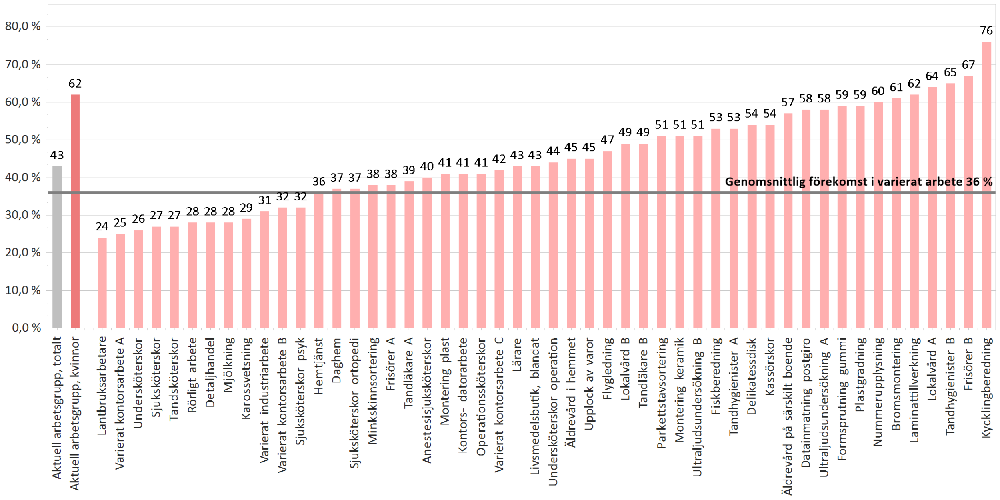 80,0 %
70,0 %
60,0 %
50,0 %
40,0 %
30,0 %
20,0 %
10,0 %
0,0 %
43
62
24
25
26
27
27
28
28
28
29
31
32
32
36
37
37
38
38
39
40
41
41
41
42
43
43
44
45
45
47
49
49
51
51
51
53
53
54
54
57
58
58
59
59
60
61
62
64
65
67
76
Genomsnittlig förekomst i varierat arbete 36 %
Aktuell arbetsgrupp, totalt
Aktuell arbetsgrupp, kvinnor
Lantbruksarbetare
Varierat kontorsarbete A
Undersköterskor
Sjuksköterskor
Tandsköterskor
Rörligt arbete
Detaljhandel
Mjölkning
Karossvetsning
Varierat industriarbete
Varierat kontorsarbete B
Sjuksköterskor psyk
Hemtjänst
Daghem
Sjuksköterskor ortopedi
Minkskinnsortering
Frisörer A
Tandläkare A
Anestesisjuksköterskor
Montering plast
Kontors- datorarbete
Operationssköterskor
Varierat kontorsarbete C
Lärare
Livsmedelsbutik, blandat
Undersköterskor operation
Äldrevård i hemmet
Upplock av varor
Flygledning
Lokalvård B
Tandläkare B
Parkettstavsortering
Montering keramik
Ultraljudsundersökning B
Fiskberedning
Tandhygienister A
Delikatessdisk
Kassörskor
Äldrevård på särskilt boende
Datainmatning postgiro
Ultraljudsundersökning A
Formsprutning gummi
Plastgradning
Nummerupplysning
Bromsmontering
Laminattillverkning
Lokalvård A
Tandhygienister B
Frisörer B
Kycklingberedning